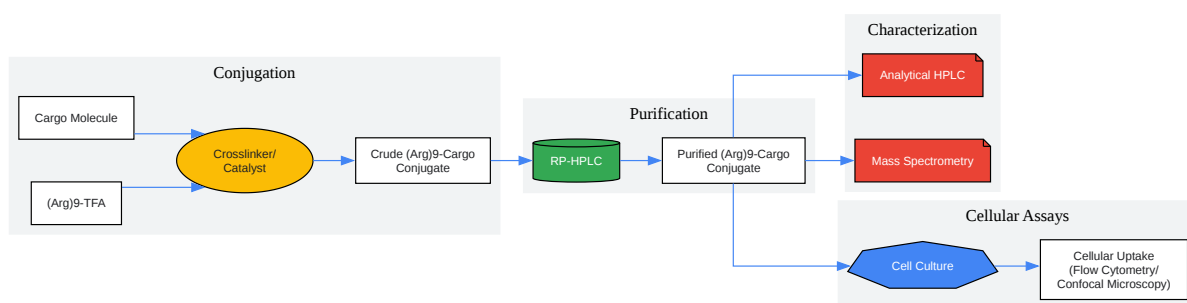 Conjugation
Cargo Molecule
(Arg)9-TFA
Crosslinker/
Catalyst
Crude (Arg)9-Cargo
Conjugate
Purification
RP-HPLC
Purified (Arg)9-Cargo
Conjugate
Characterization
Analytical HPLC
Mass Spectrometry
Cellular Assays
Cell Culture
Cellular Uptake
(Flow Cytometry/
Confocal Microscopy)